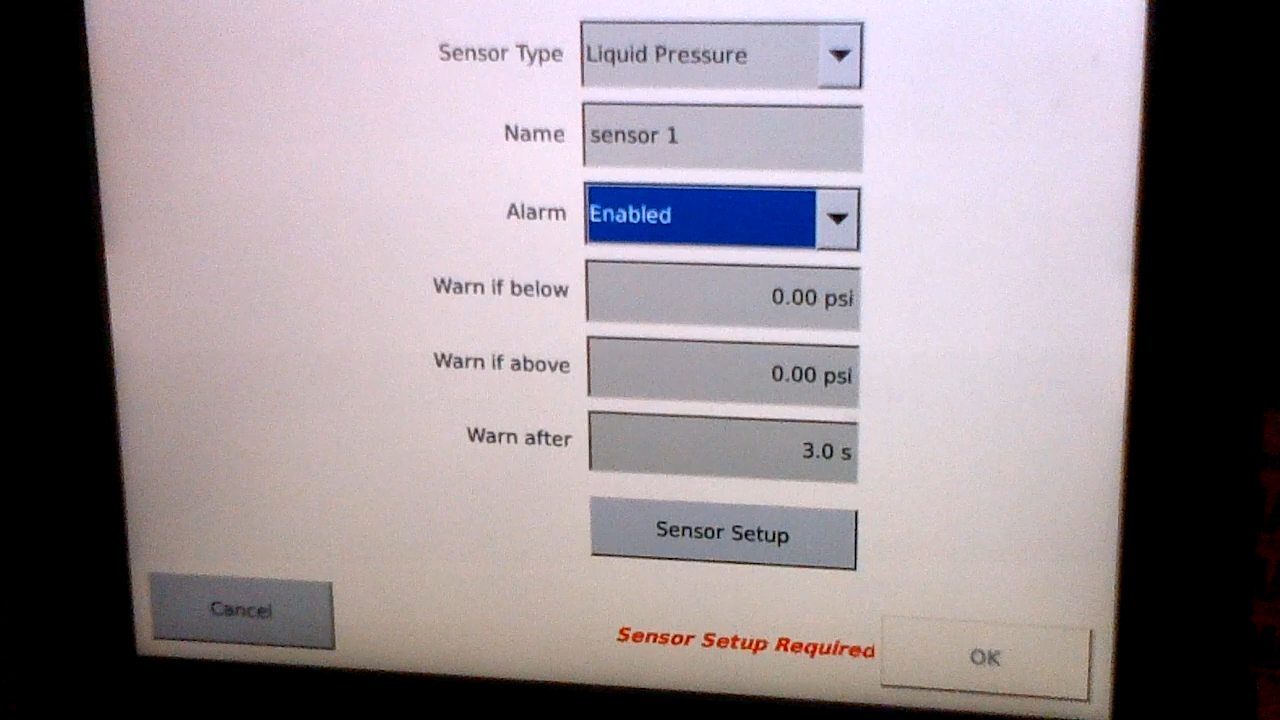 Sensor Type Liquid Pressure
Name sensor 1
Alarm Enabled
Warn if below 0.00 psi
Warn if above 0.00 psi
Warn after 3.0 s
Sensor Setup
Cancel Sensor Setup Required OK